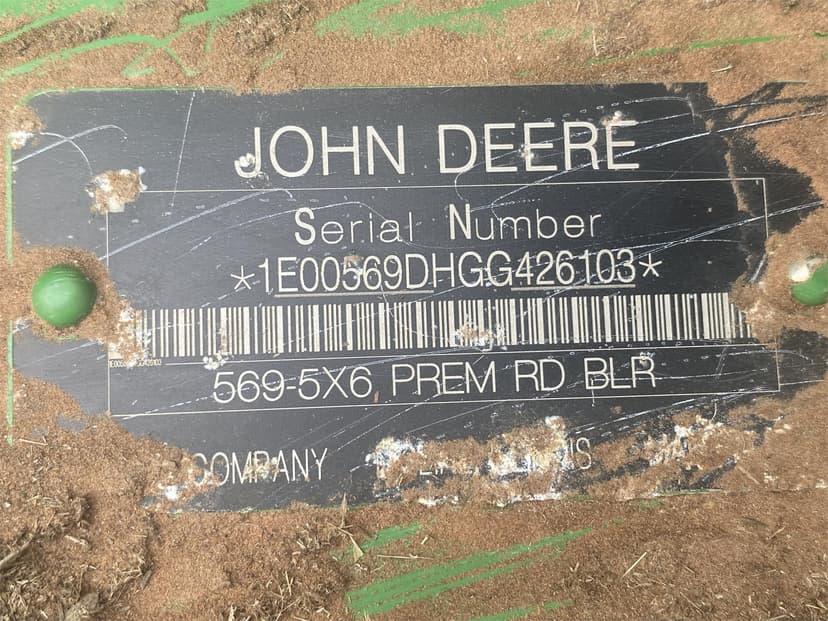 JOHN DEERE
Serial Number
*1E00569DHGG426103*
569-5X6 PREM RD BLR
COMPANY